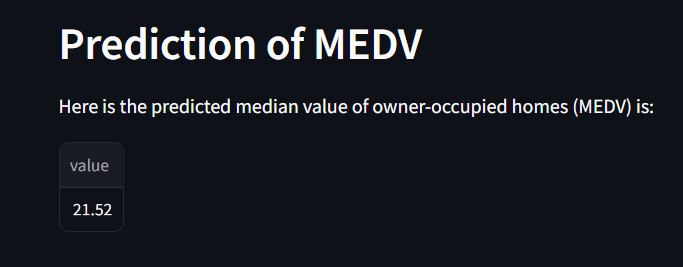 Prediction of MEDV
Here is the predicted median value of owner-occupied homes (MEDV) is:
value
21.52